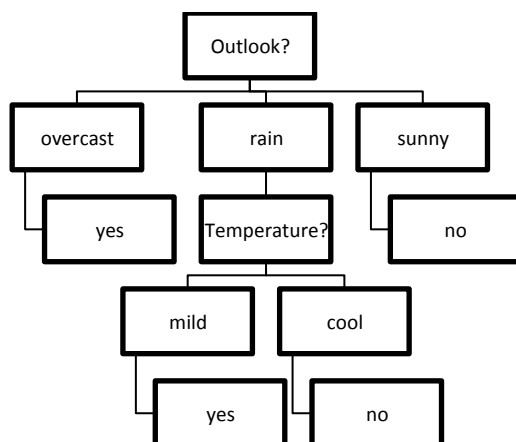 Outlook?
overcast
rain
sunny
yes
Temperature?
no
mild
cool
yes
no